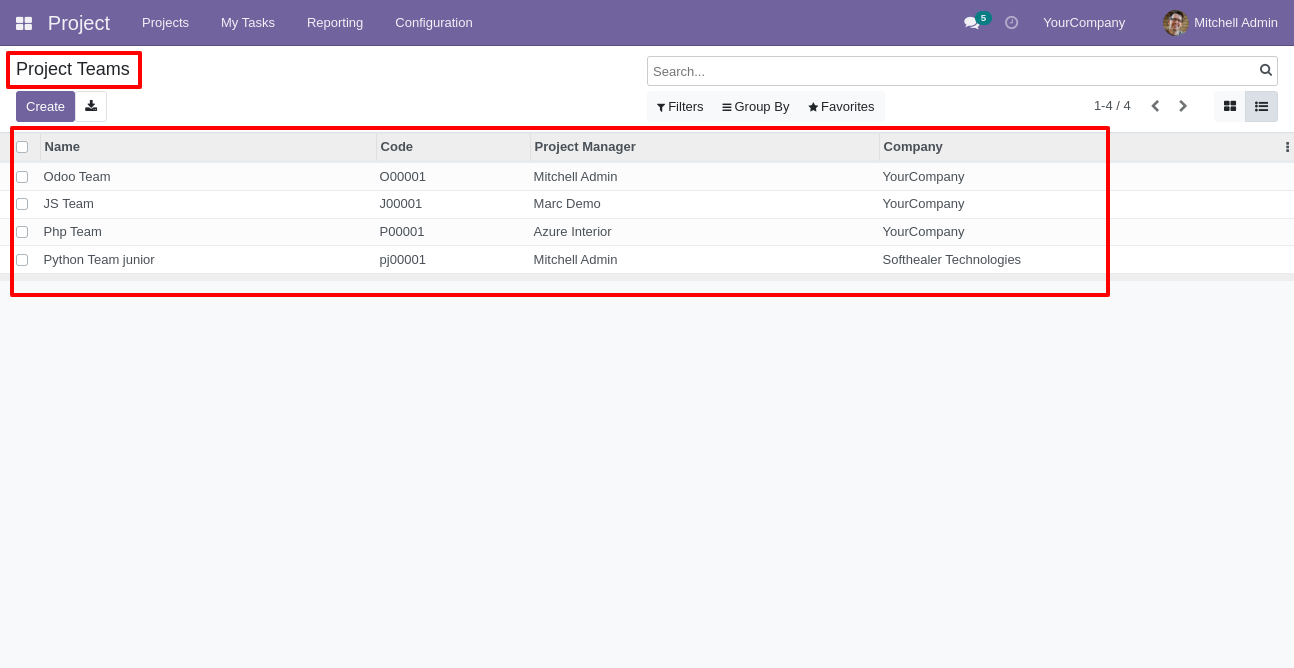 Project Projects My Tasks Reporting Configuration 5 YourCompany Mitchell Admin
Project Teams
Search...
Create Filters Group By Favorites 1-4 / 4
Name Code Project Manager Company
Odoo Team O00001 Mitchell Admin YourCompany
JS Team J00001 Marc Demo YourCompany
Php Team P00001 Azure Interior YourCompany
Python Team junior pj00001 Mitchell Admin Softhealer Technologies